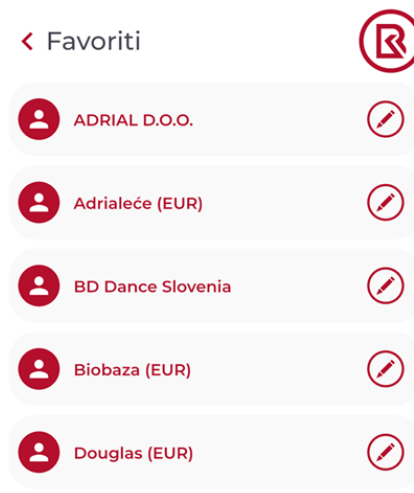 Favoriti
ADRIAL D.O.O.
Adrialeće (EUR)
BD Dance Slovenia
Biobaza (EUR)
Douglas (EUR)